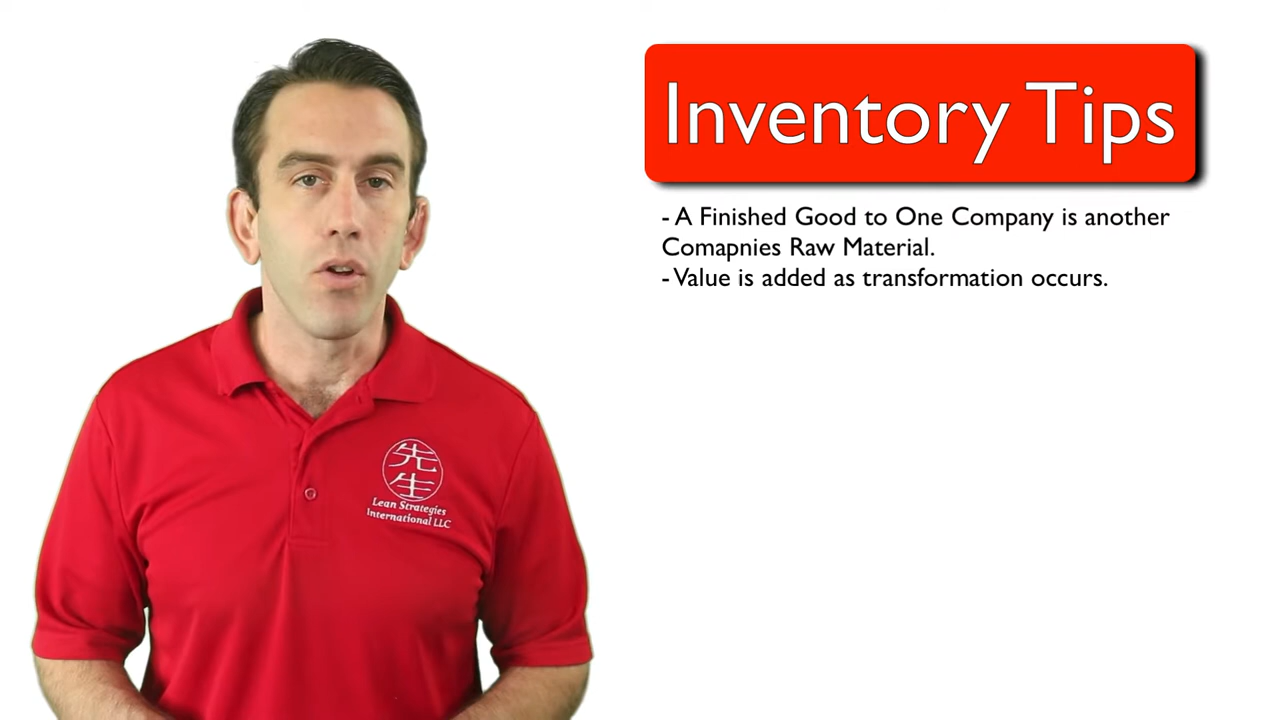 Inventory Tips
- A Finished Good to One Company is another
Comapnies Raw Material.
- Value is added as transformation occurs.
先
生
Lean Strategies
International LLC